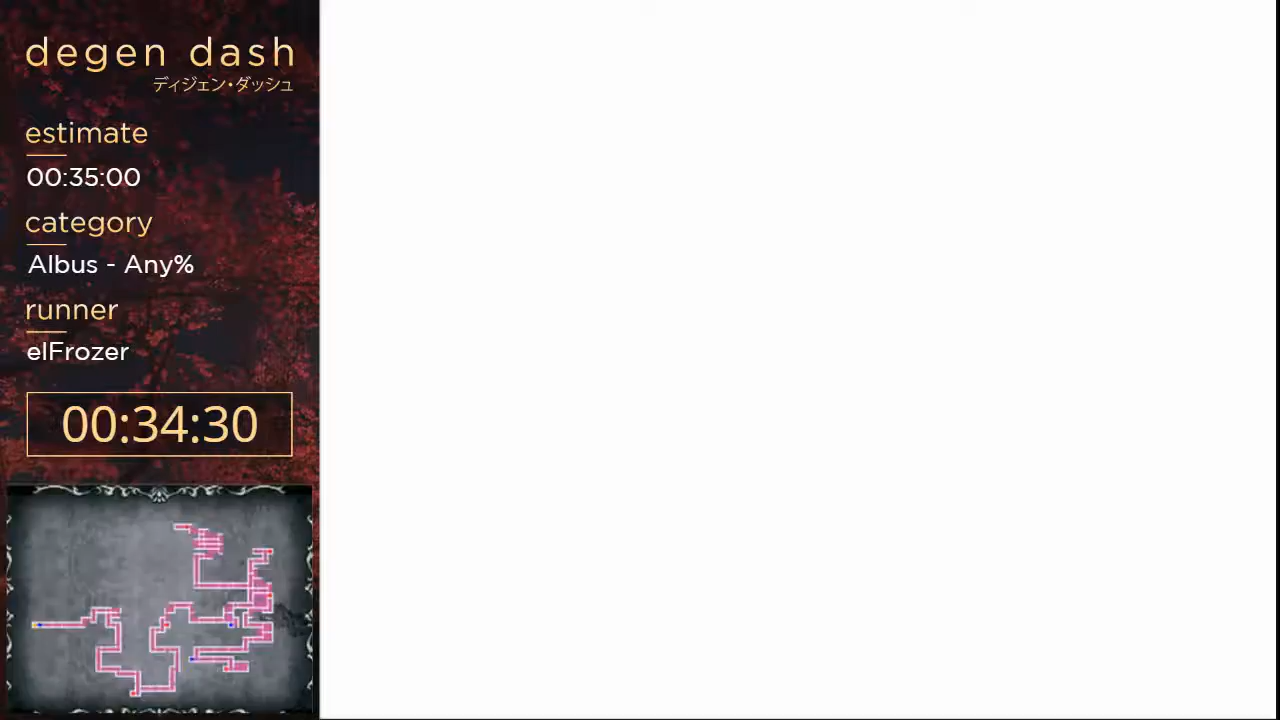 degen dash
ディジェン・ダッシュ
estimate
00:35:00
category
Albus - Any%
runner
elFrozer
00:34:30